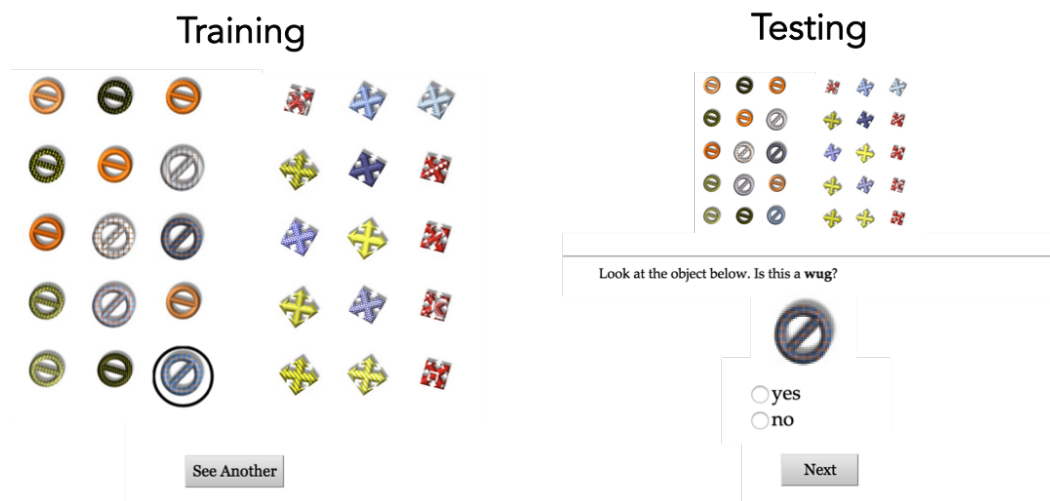 Training
Testing
Look at the object below. Is this a wug?
yes
no
See Another
Next